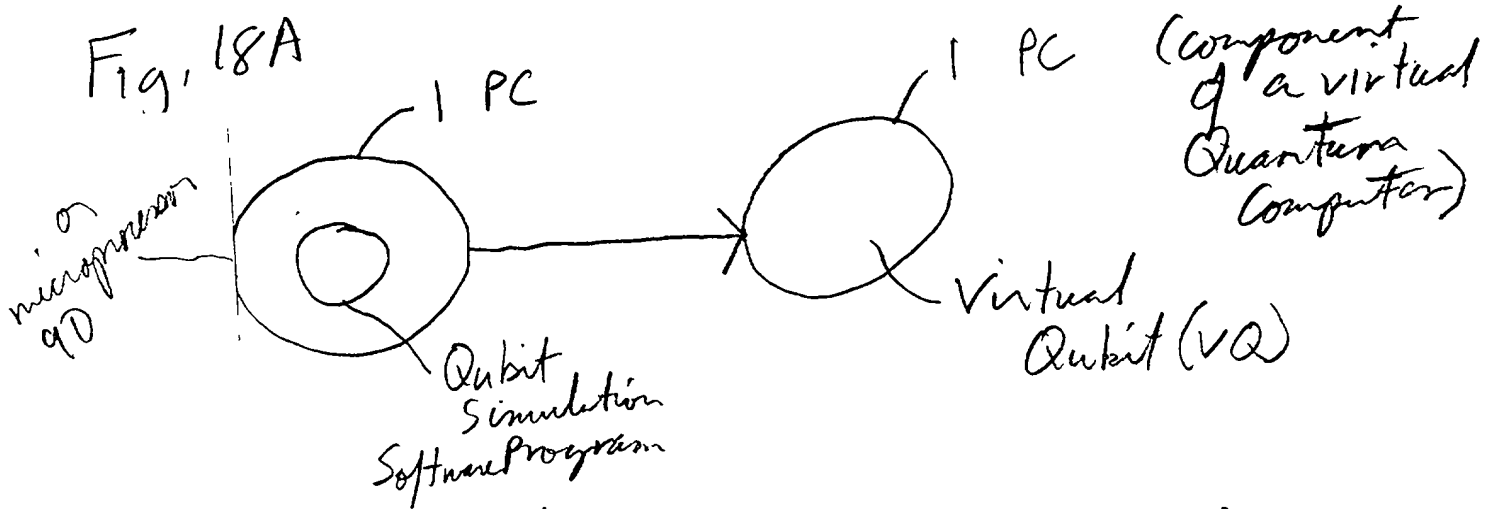 Fig. 18A
1 PC
1 PC (component
of a virtual
Quantum
Computer)
or
microprocessor
90
Qubit
Simulation
Software Program
Virtual
Qubit (VQ)